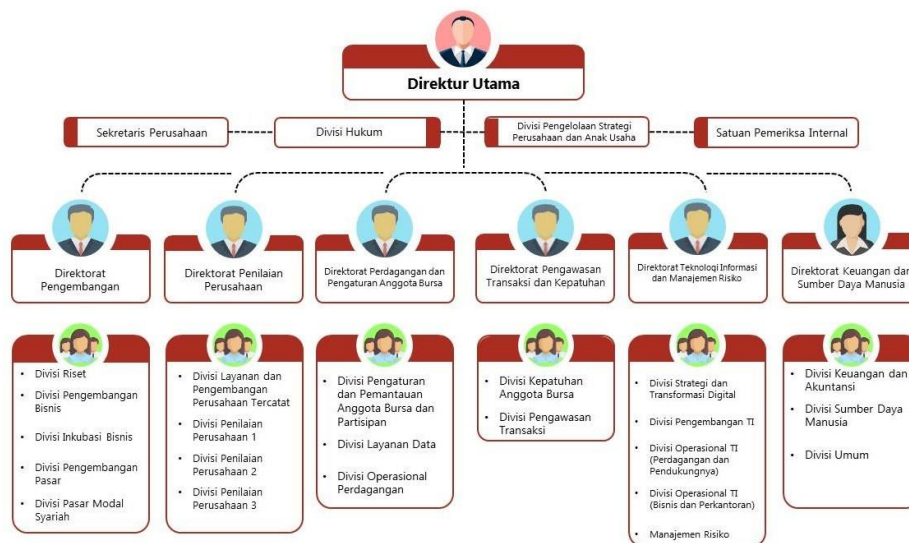 Direktur Utama
Sekretaris Perusahaan
Divisi Hukum
Divisi Pengelolaan Strategi
Perusahaan dan Anak Usaha
Satuan Pemeriksa Internal
Direktorat
Pengembangan
Direktorat Penilaian
Perusahaan
Direktorat Perdagangan dan
Pengaturan Anggota Bursa
Direktorat Pengawasan
Transaksi dan Kepatuhan
Direktorat Teknologi Informasi
dan Manajemen Risiko
Direktorat Keuangan dan
Sumber Daya Manusia
• Divisi Riset
• Divisi Pengembangan
Bisnis
• Divisi Inkubasi Bisnis
• Divisi Pengembangan
Pasar
• Divisi Pasar Modal
Syariah
• Divisi Layanan dan
Pengembangan
Perusahaan Tercatat
• Divisi Penilaian
Perusahaan 1
• Divisi Penilaian
Perusahaan 2
• Divisi Penilaian
Perusahaan 3
• Divisi Pengaturan
dan Pemantauan
Anggota Bursa dan
Partisipan
• Divisi Layanan Data
• Divisi Operasional
Perdagangan
• Divisi Kepatuhan
Anggota Bursa
• Divisi Pengawasan
Transaksi
• Divisi Strategi dan
Transformasi Digital
• Divisi Pengembangan TI
• Divisi Operasional TI
(Perdagangan dan
Pendukungnya)
• Divisi Operasional TI
(Bisnis dan Perkantoran)
• Manajemen Risiko
• Divisi Keuangan dan
Akuntansi
• Divisi Sumber Daya
Manusia
• Divisi Umum